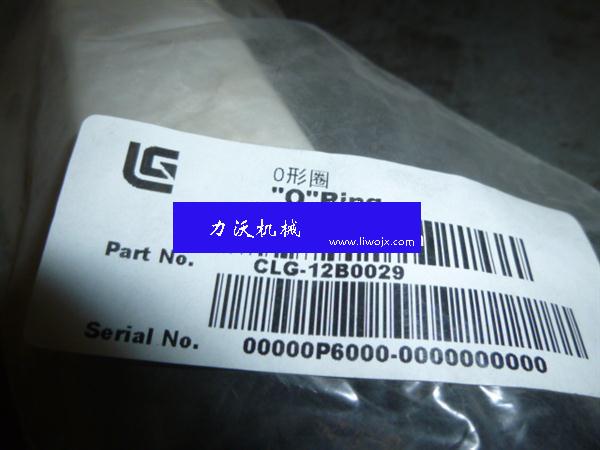 LG
O形圈
"O"Ring
力沃机械
www.liwojx.com
Part No.
CLG-12B0029
Serial No.
00000P6000-0000000000